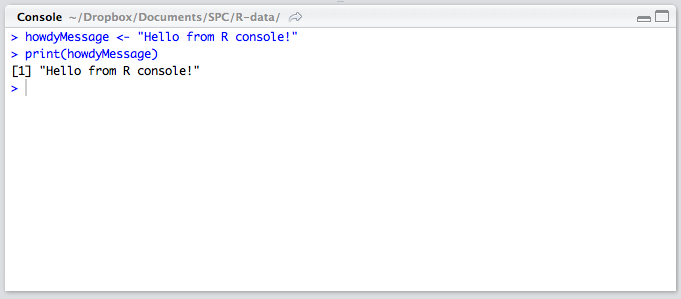 Console ~/Dropbox/Documents/SPC/R-data/
> howdyMessage <- "Hello from R console!"
> print(howdyMessage)
[1] "Hello from R console!"
>